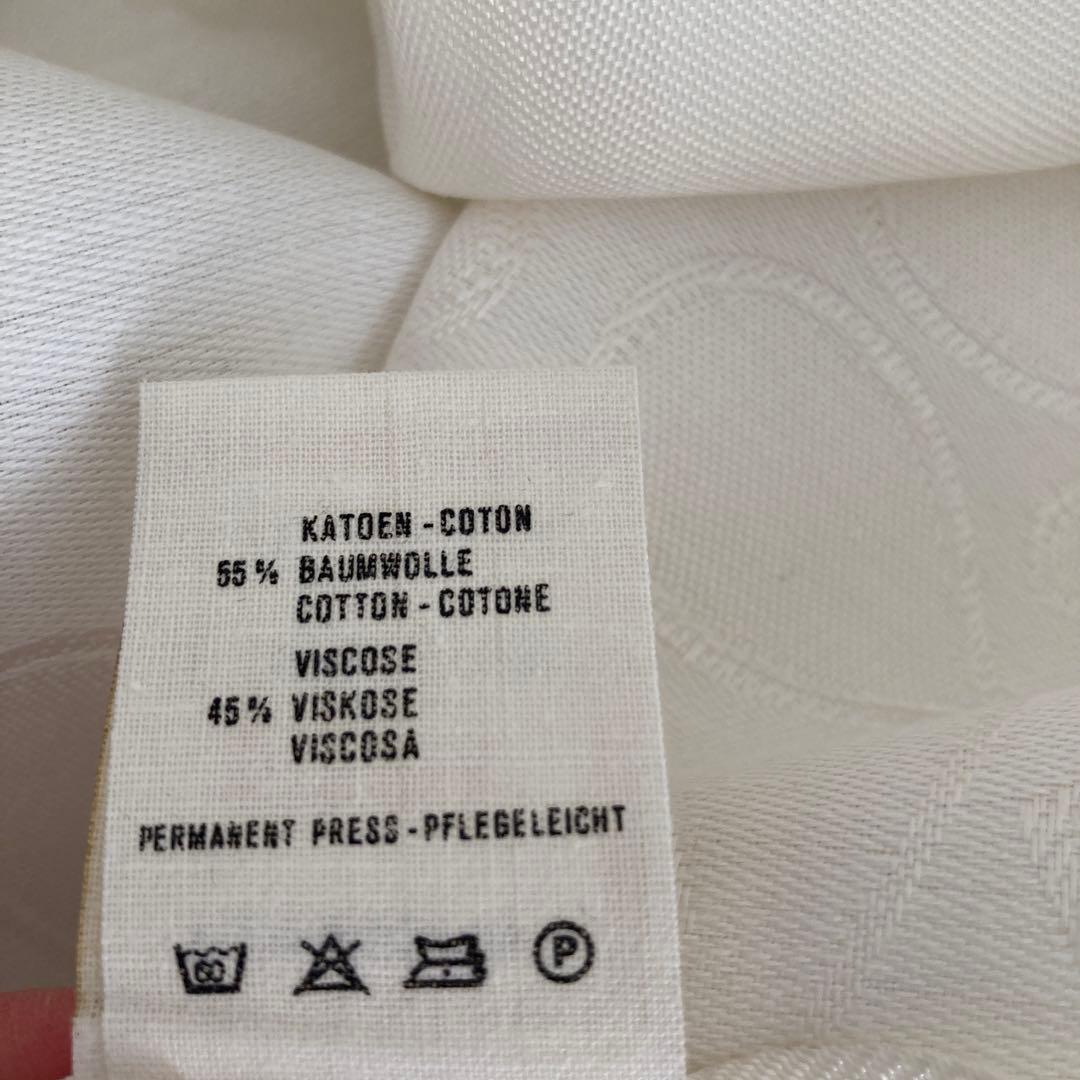 KATOEN - COTON
55% BAUMWOLLE
COTTON - COTONE
VISCOSE
45% VISKOSE
VISCOSA
PERMANENT PRESS - PFLEGELEICHT
60 P